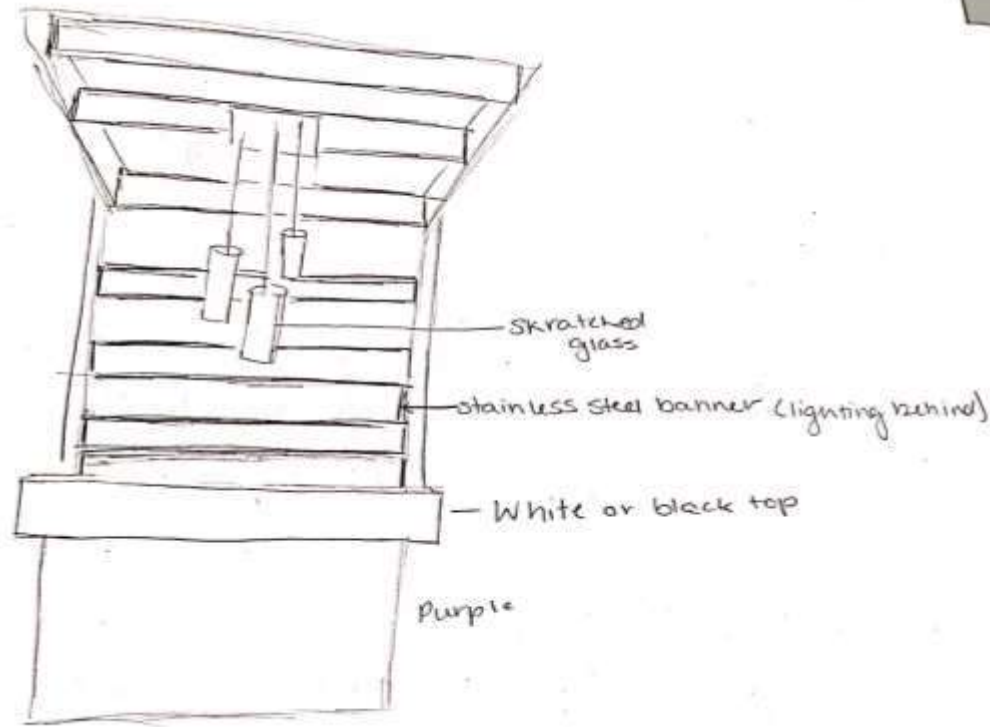 skratched
glass
stainless steel banner (lighting behind)
White or black top
Purple